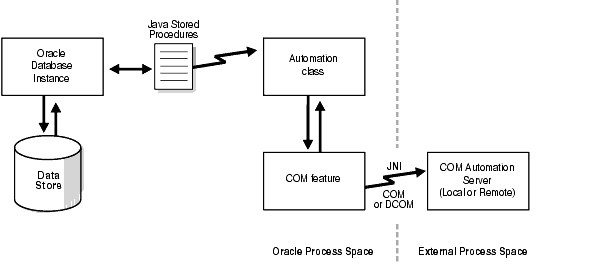 Java Stored
Procedures
Oracle
Database
Instance
Automation
class
Data
Store
COM feature
JNI
COM
or DCOM
COM Automation
Server
(Local or Remote)
Oracle Process Space
External Process Space